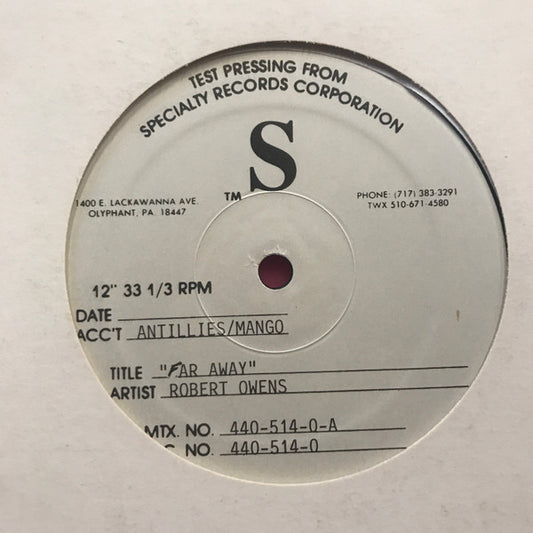 TEST PRESSING FROM
SPECIALTY RECORDS CORPORATION
S
TM
1400 E. LACKAWANNA AVE.
OLYPHANT, PA. 18447
PHONE: (717) 383-3291
TWX 510-671-4580
12" 33 1/3 RPM
DATE
ACC'T ANTILLIES/MANGO
TITLE "FAR AWAY"
ARTIST ROBERT OWENS
MTX. NO. 440-514-0-A
NO. 440-514-0